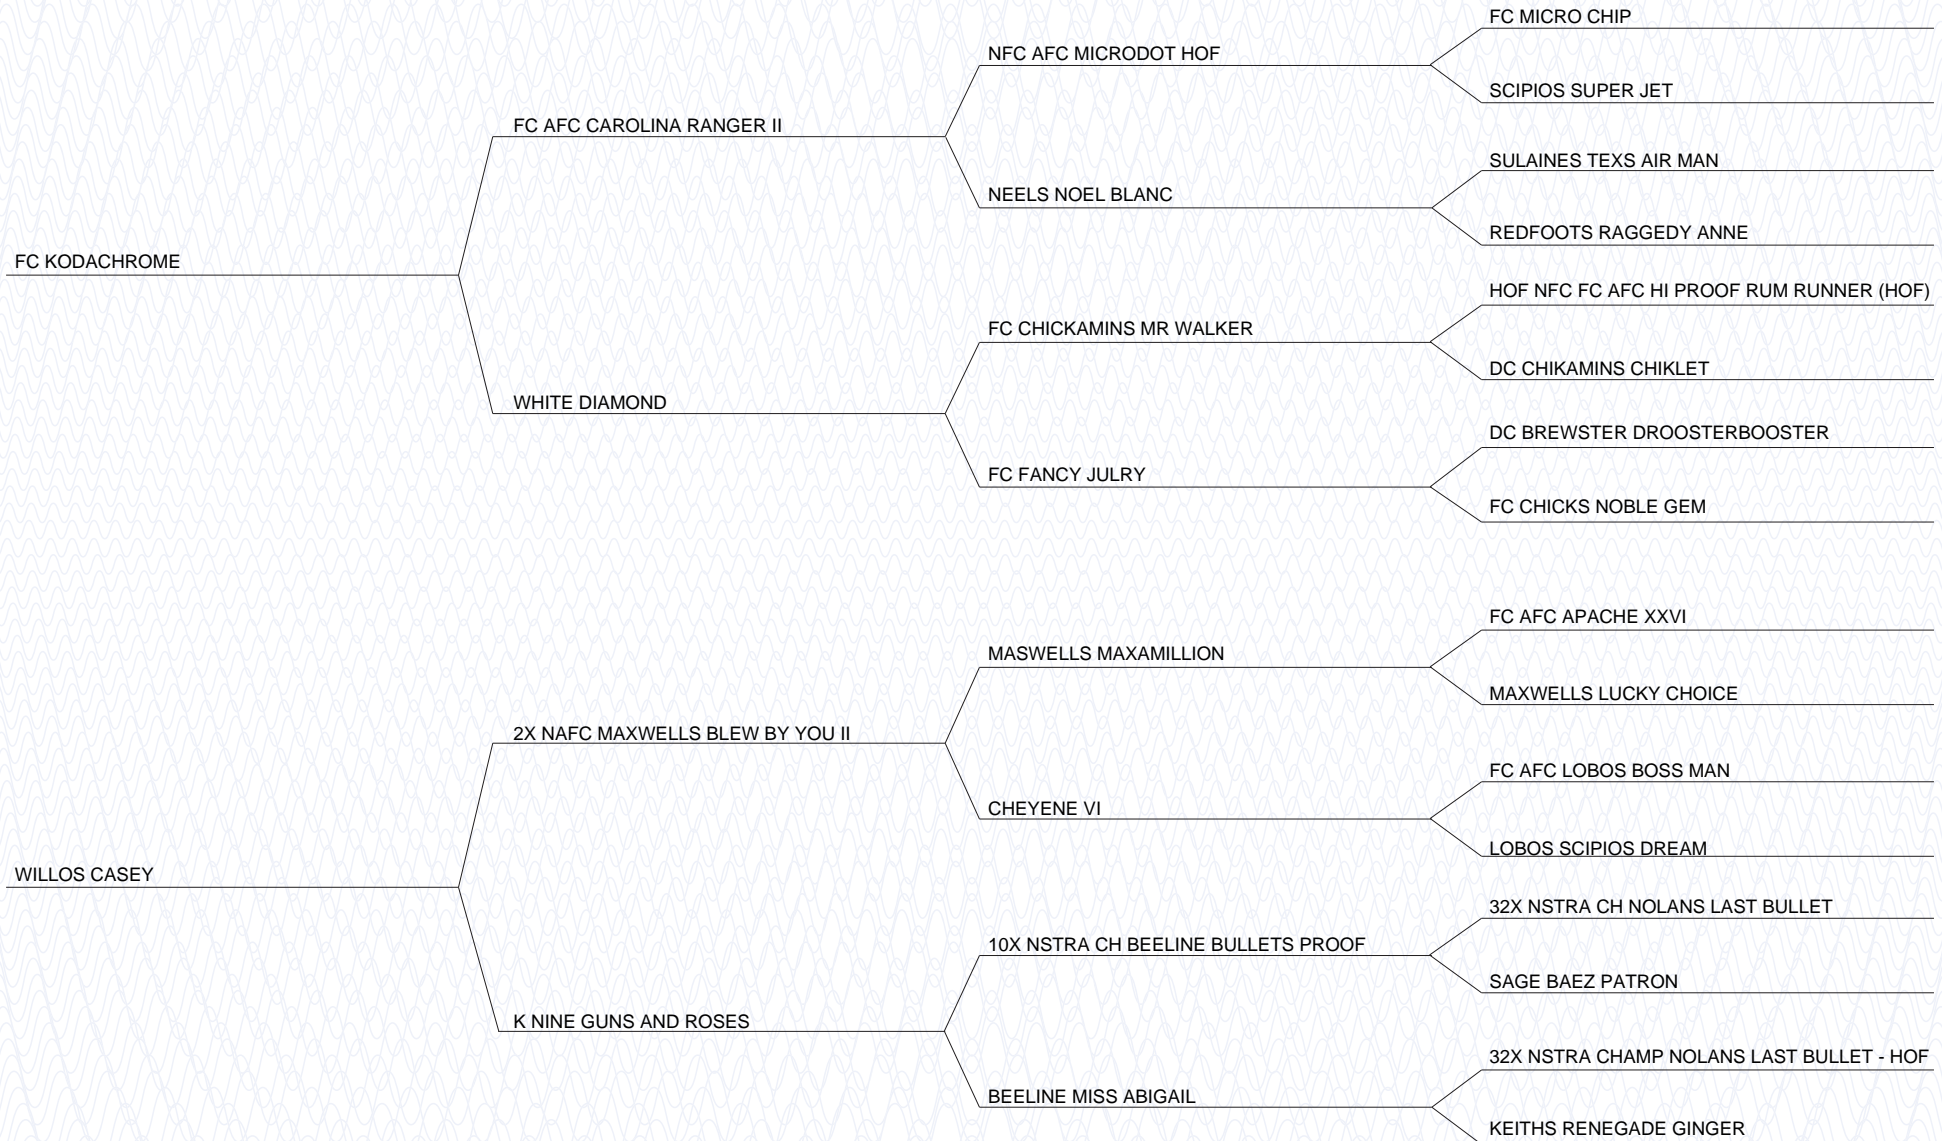 FC MICRO CHIP
NFC AFC MICRODOT HOF
SCIPIOS SUPER JET
FC AFC CAROLINA RANGER II
SULAINES TEXS AIR MAN
NEELS NOEL BLANC
REDFOOTS RAGGEDY ANNE
FC KODACHROME
HOF NFC FC AFC HI PROOF RUM RUNNER (HOF)
FC CHICKAMINS MR WALKER
DC CHIKAMINS CHIKLET
WHITE DIAMOND
DC BREWSTER DROOSTERBOOSTER
FC FANCY JULRY
FC CHICKS NOBLE GEM
FC AFC APACHE XXVI
MASWELLS MAXAMILLION
MAXWELLS LUCKY CHOICE
2X NAFC MAXWELLS BLEW BY YOU II
FC AFC LOBOS BOSS MAN
CHEYENE VI
LOBOS SCIPIOS DREAM
WILLOS CASEY
32X NSTRA CH NOLANS LAST BULLET
10X NSTRA CH BEELINE BULLETS PROOF
SAGE BAEZ PATRON
K NINE GUNS AND ROSES
32X NSTRA CHAMP NOLANS LAST BULLET - HOF
BEELINE MISS ABIGAIL
KEITHS RENEGADE GINGER